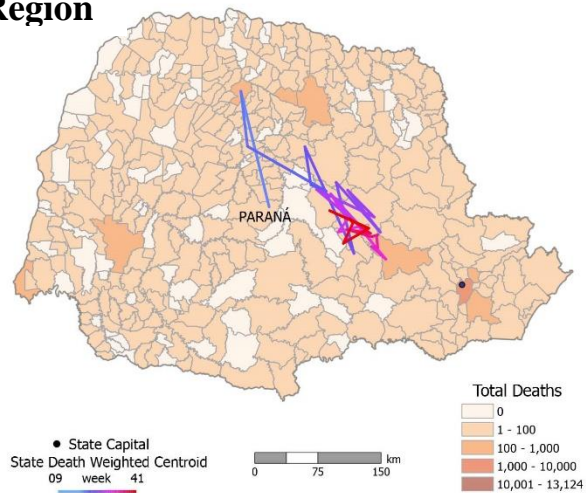 Region
PARANÁ
Total Deaths
0
1 - 100
100 - 1,000
1,000 - 10,000
10,001 - 13,124
State Capital
State Death Weighted Centroid
09 week 41
km
0 75 150